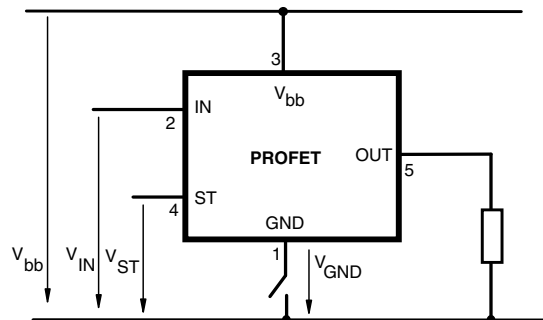 3
V_bb
IN
2
PROFET
OUT
5
ST
4
GND
1
V_bb
V_IN
V_ST
V_GND